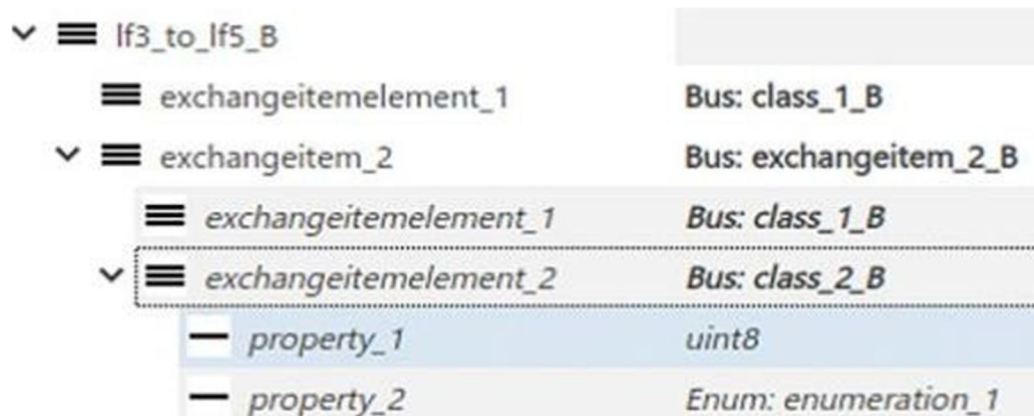 lf3_to_lf5_B
exchangeitemelement_1 Bus: class_1_B
exchangeitem_2 Bus: exchangeitem_2_B
exchangeitemelement_1 Bus: class_1_B
exchangeitemelement_2 Bus: class_2_B
property_1 uint8
property_2 Enum: enumeration_1